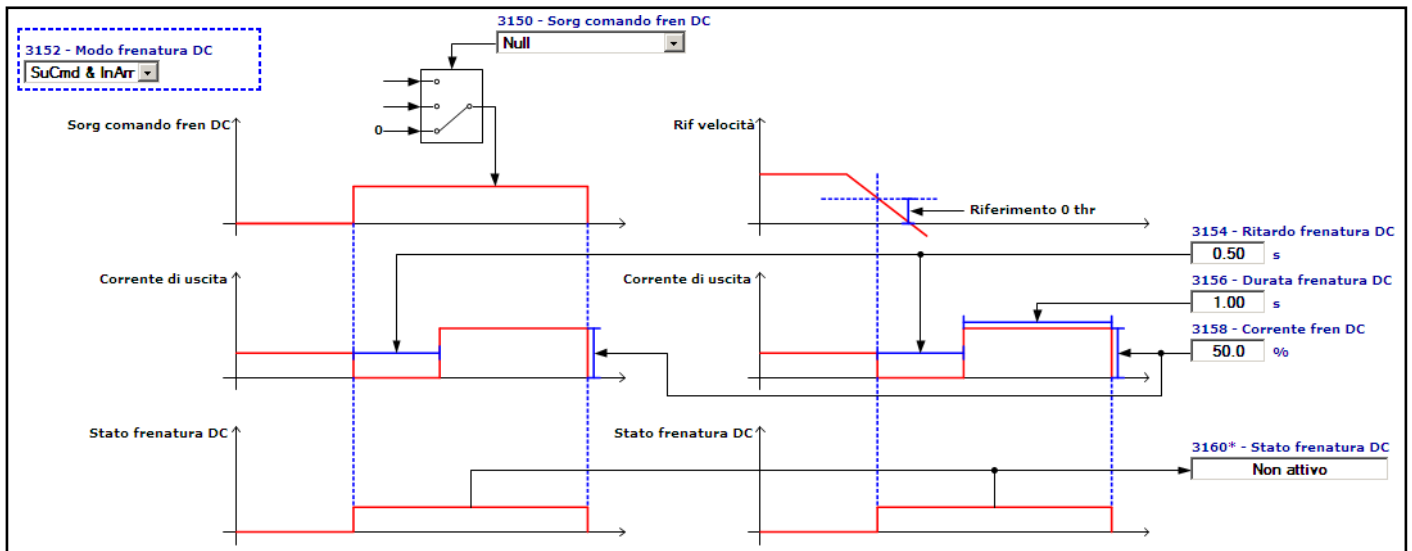 3150 - Sorg comando fren DC
Null
3152 - Modo frenatura DC
SuCmd & InArr
Sorg comando fren DC
0
Rif velocità
Riferimento 0 thr
3154 - Ritardo frenatura DC
0.50 s
Corrente di uscita
Corrente di uscita
3156 - Durata frenatura DC
1.00 s
3158 - Corrente fren DC
50.0 %
Stato frenatura DC
Stato frenatura DC
3160* - Stato frenatura DC
Non attivo